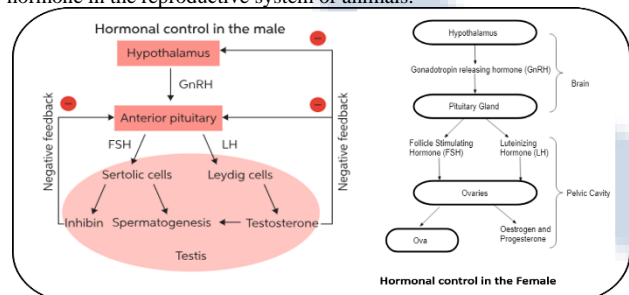 hormone in the reproductive system of animals.
Hormonal control in the male
Hypothalamus
GnRH
Anterior pituitary
FSH
LH
Sertolic cells
Leydig cells
Inhibin
Spermatogenesis
Testosterone
Testis
Negative feedback
Negative feedback
Hypothalamus
Gonadotropin releasing hormone (GnRH)
Brain
Pituitary Gland
Follicle Stimulating
Hormone (FSH)
Luteinizing
Hormone (LH)
Pelvic Cavity
Ovaries
Ova
Oestrogen and
Progesterone
Hormonal control in the Female